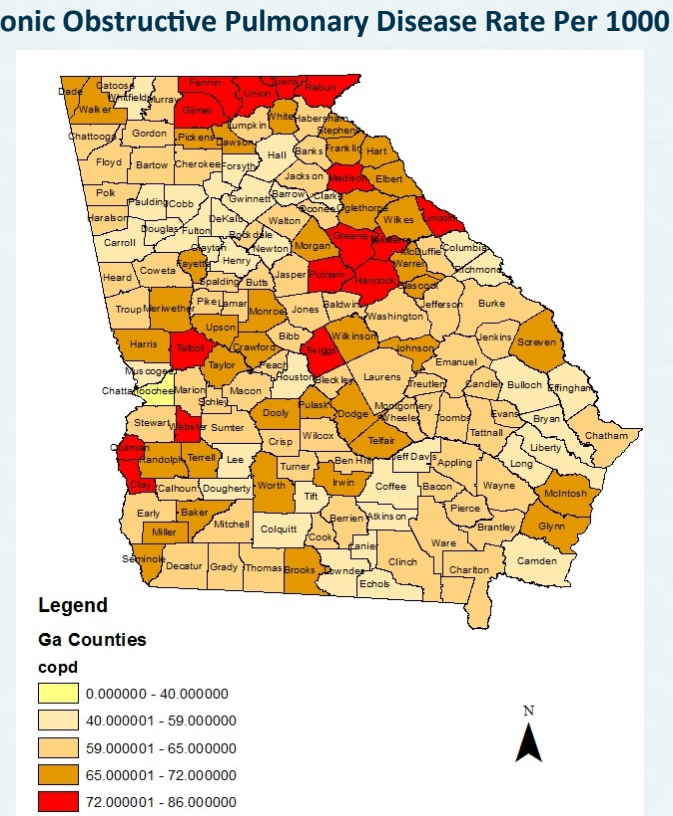 onic Obstructive Pulmonary Disease Rate Per 1000
Fannin Towns Rabun
Dade Catoosa Whitfield Murray Union
Walker Gilmer White Habersham
Lumpkin Stephens
Chattooga Gordon Pickens Dawson Franklin Hart
Floyd Bartow Cherokee Forsyth Hall Banks
Jackson Madison Elbert
Polk Paulding Cobb Gwinnett Barrow Clarke
Haralson Oconee Oglethorpe Wilkes Lincoln
Douglas Fulton DeKalb Walton
Carroll Rockdale Greene
Clayton Newton Morgan McDuffie Columbia
Fayette Henry Warren Richmond
Heard Coweta Spalding Butts Jasper Putnam Hancock
Troup Meriwether Pike Lamar Monroe Jones Baldwin Jefferson Burke
Washington
Upson Bibb
Harris Talbot Crawford Twiggs Wilkinson Johnson Jenkins Screven
Taylor Peach Emanuel
Muscogee Houston Bleckley Laurens
Chattahoochee Marion Macon Treutlen Candler Bulloch Effingham
Schley Pulaski Montgomery
Stewart Webster Sumter Dooly Dodge Wheeler Toombs Evans Bryan
Crisp Wilcox Telfair Tattnall Chatham
Quitman Liberty
Randolph Terrell Lee Turner Ben Hill Jeff Davis Appling Long
Clay Calhoun Dougherty Worth Irwin Coffee Bacon Wayne McIntosh
Tift
Early Baker Pierce
Mitchell Berrien Atkinson Glynn
Miller Colquitt Cook Brantley
Ware
Seminole Lanier
Decatur Grady Thomas Brooks Lowndes Clinch Charlton Camden
Echols
Legend
Ga Counties
copd
0.000000 - 40.000000
40.000001 - 59.000000
59.000001 - 65.000000
65.000001 - 72.000000
72.000001 - 86.000000
N